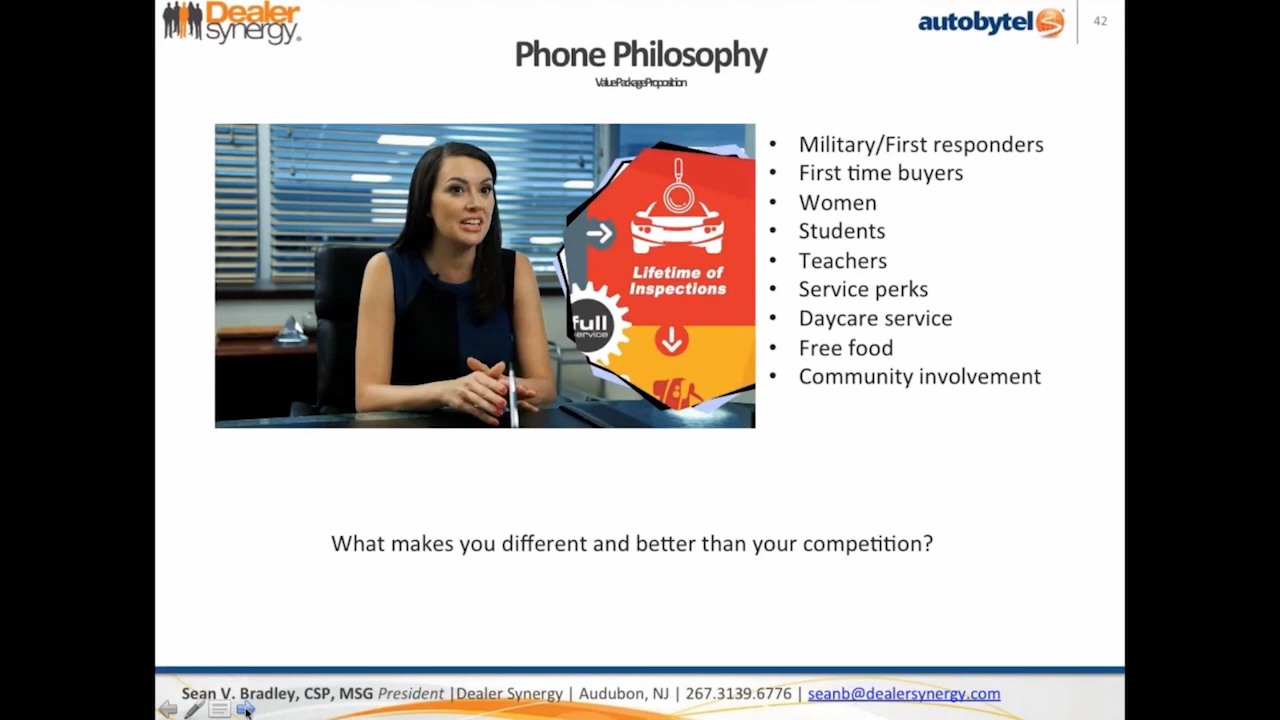 Dealer
synergy
autobytel
42
Phone Philosophy
Value Package Proposition
Lifetime of
Inspections
full
service
• Military/First responders
• First time buyers
• Women
• Students
• Teachers
• Service perks
• Daycare service
• Free food
• Community involvement
What makes you different and better than your competition?
Sean V. Bradley, CSP, MSG President |Dealer Synergy | Audubon, NJ | 267.3139.6776 | seanb@dealersynergy.com